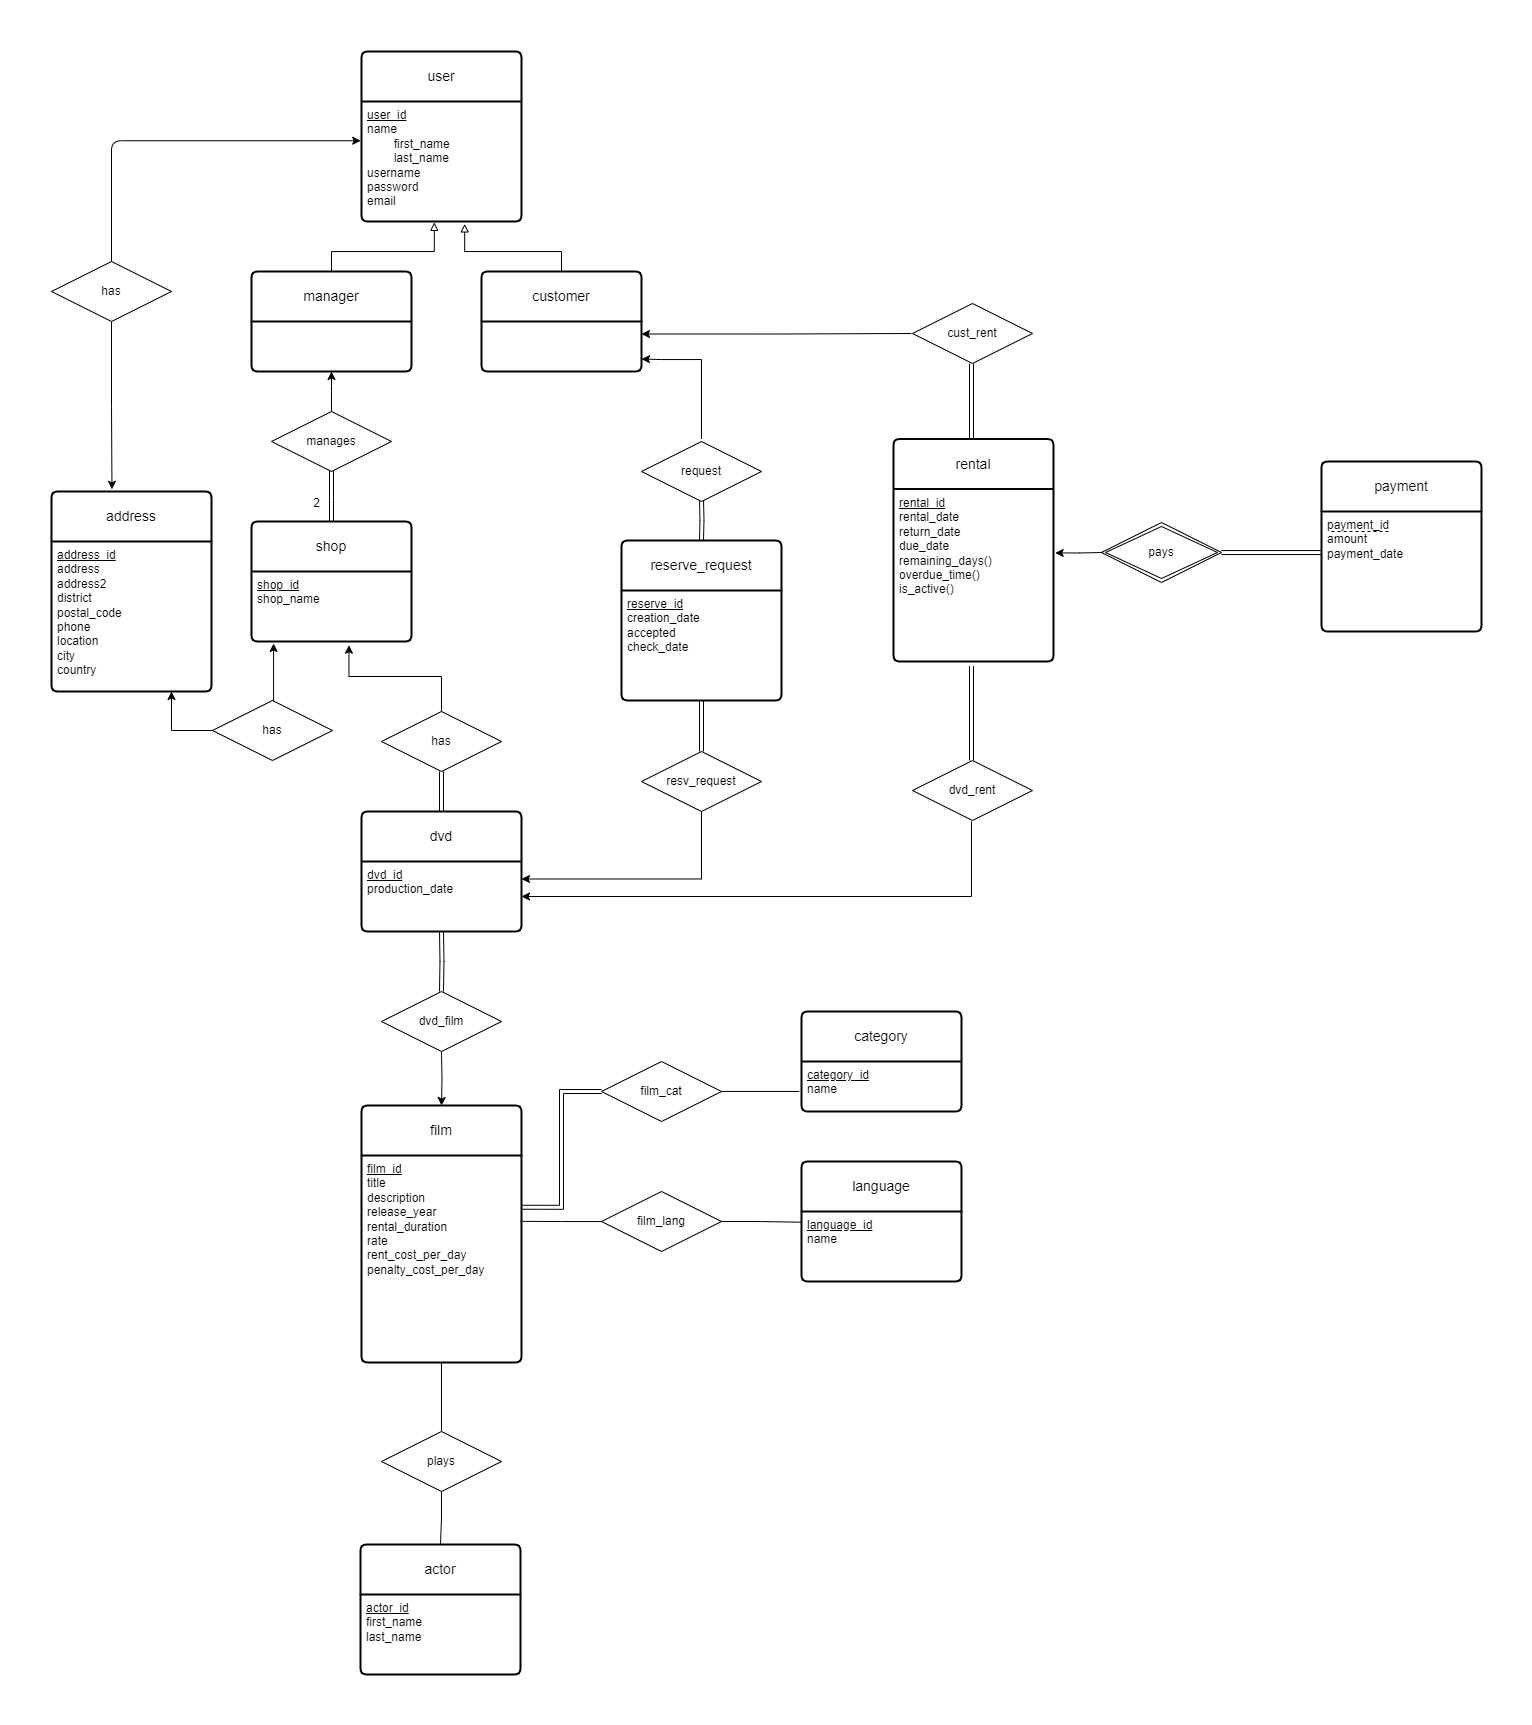 user
user_id
name
first_name
last_name
username
password
email
has
manager
customer
cust_rent
manages
2
request
rental
rental_id
rental_date
return_date
due_date
remaining_days()
overdue_time()
is_active()
payment
payment_id
amount
payment_date
pays
address
address_id
address
address2
district
postal_code
phone
location
city
country
shop
shop_id
shop_name
reserve_request
reserve_id
creation_date
accepted
check_date
has
has
resv_request
dvd_rent
dvd
dvd_id
production_date
dvd_film
category
category_id
name
film_cat
film
film_id
title
description
release_year
rental_duration
rate
rent_cost_per_day
penalty_cost_per_day
film_lang
language
language_id
name
plays
actor
actor_id
first_name
last_name